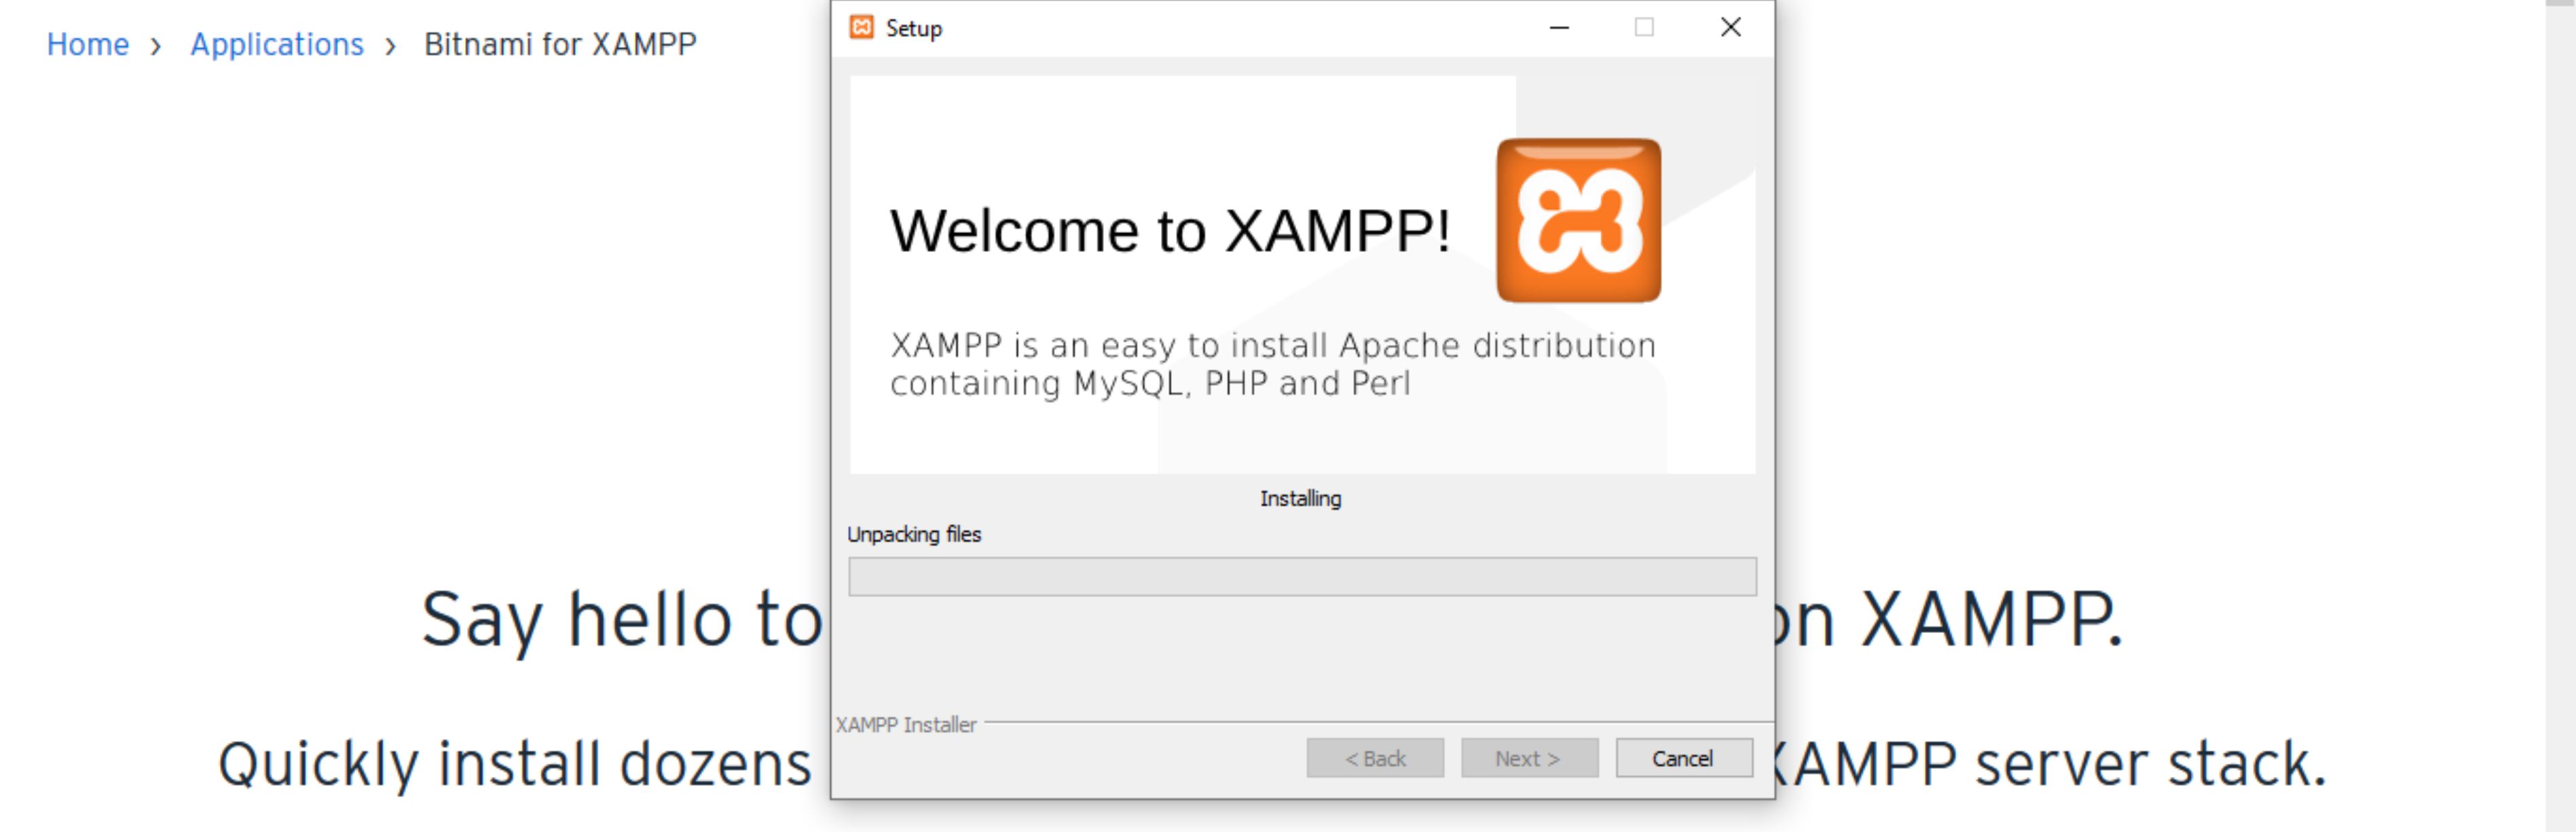 Home › Applications › Bitnami for XAMPP
Setup
Welcome to XAMPP!
XAMPP is an easy to install Apache distribution
containing MySQL, PHP and Perl
Installing
Unpacking files
Say hello to
on XAMPP.
XAMPP Installer
< Back Next > Cancel
Quickly install dozens
XAMPP server stack.